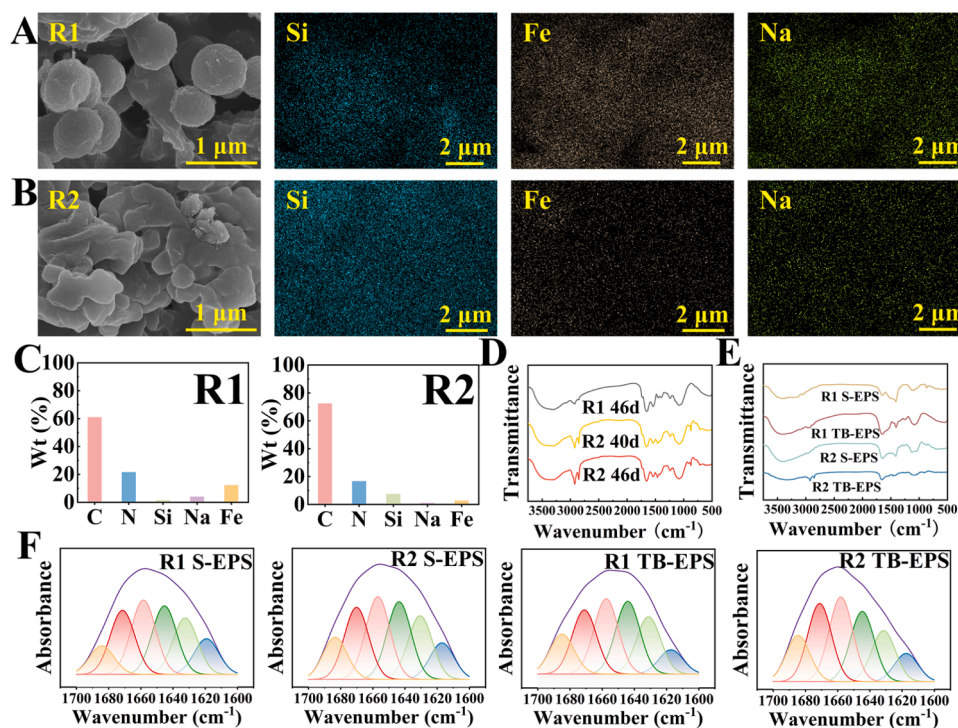 A R1 Si Fe Na
1 μm 2 μm 2 μm 2 μm
B R2 Si Fe Na
1 μm 2 μm 2 μm 2 μm
C D E
Wt (%)
100
80
60
40
20
0
C N Si Na Fe
R1
Wt (%)
100
80
60
40
20
0
C N Si Na Fe
R2
Transmittance
R1 46d
R2 40d
R2 46d
3500 3000 2500 2000 1500 1000 500
Wavenumber (cm⁻¹)
Transmittance
R1 S-EPS
R1 TB-EPS
R2 S-EPS
R2 TB-EPS
3500 3000 2500 2000 1500 1000 500
Wavenumber (cm⁻¹)
F
R1 S-EPS
Absorbance
1700 1680 1660 1640 1620 1600
Wavenumber (cm⁻¹)
R2 S-EPS
Absorbance
1700 1680 1660 1640 1620 1600
Wavenumber (cm⁻¹)
R1 TB-EPS
Absorbance
1700 1680 1660 1640 1620 1600
Wavenumber (cm⁻¹)
R2 TB-EPS
Absorbance
1700 1680 1660 1640 1620 1600
Wavenumber (cm⁻¹)